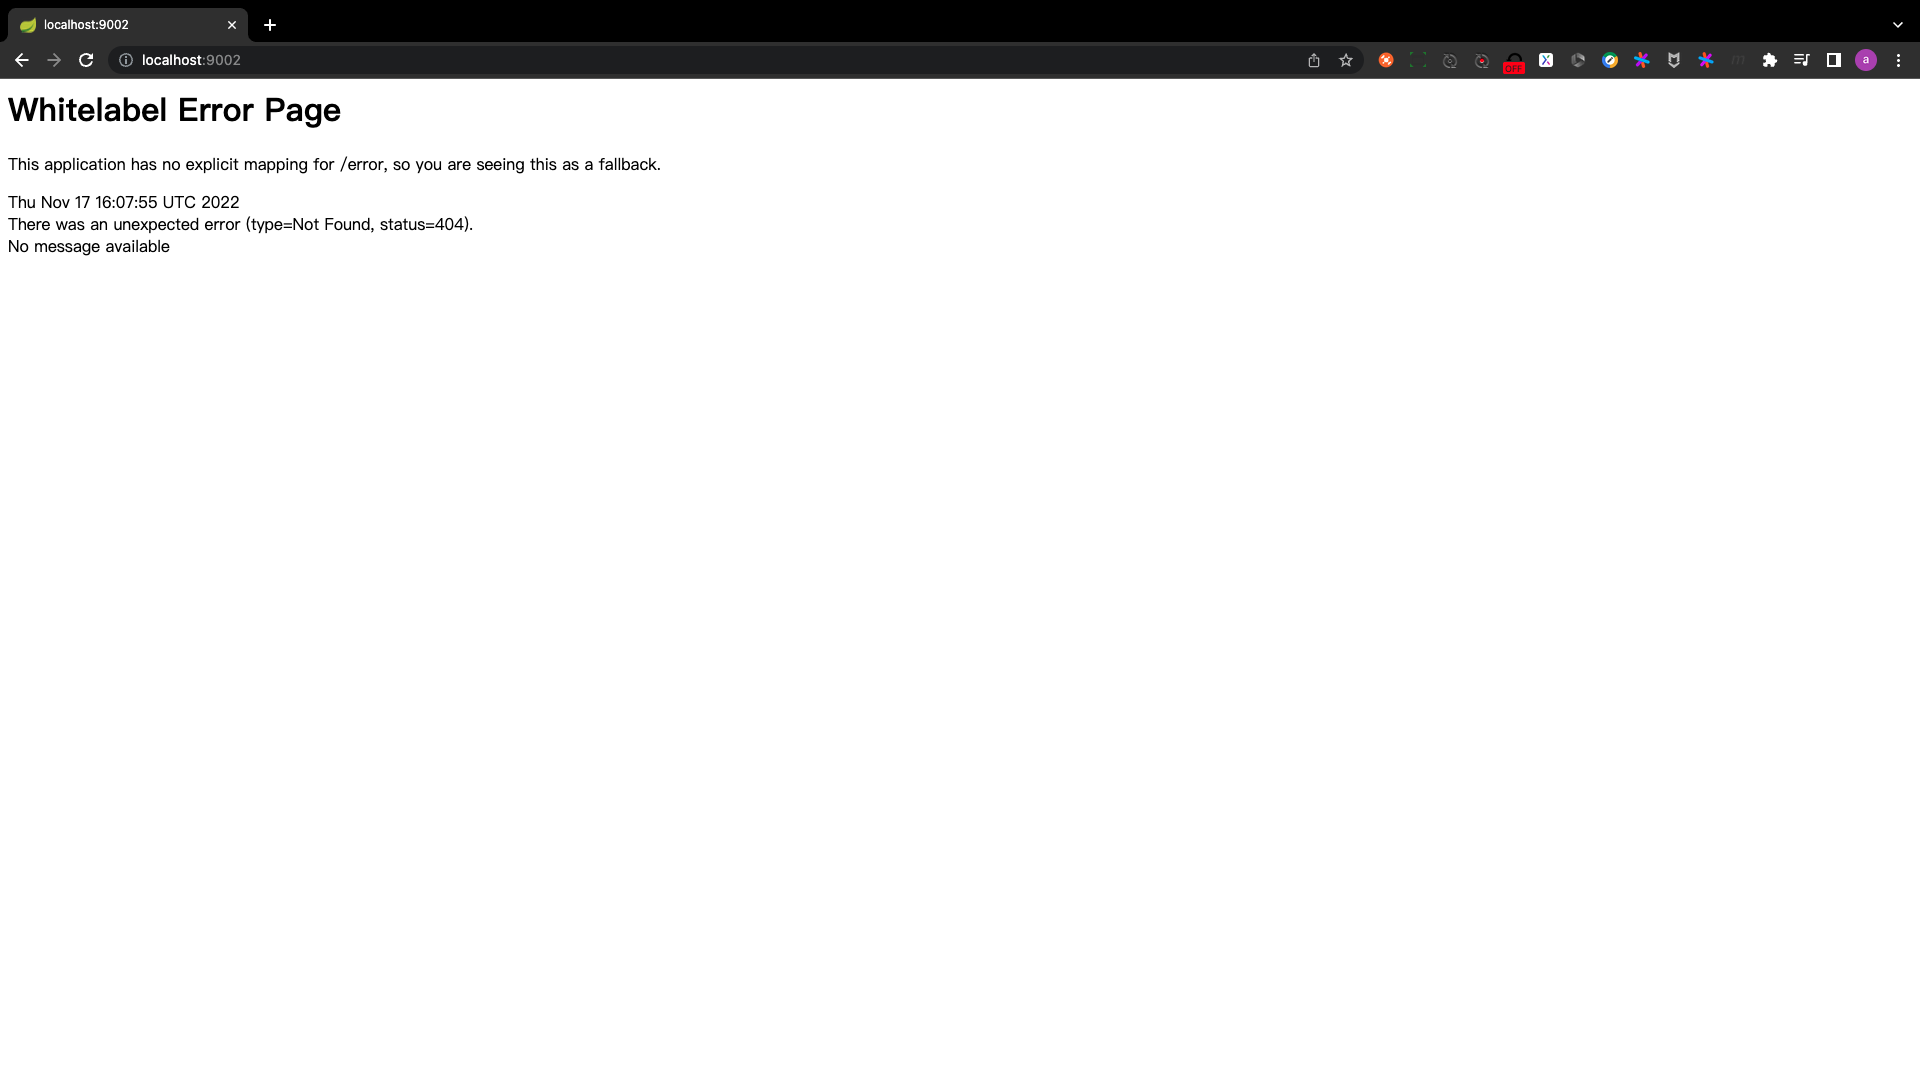 localhost:9002
localhost:9002
OFF
X
m
a
Whitelabel Error Page
This application has no explicit mapping for /error, so you are seeing this as a fallback.
Thu Nov 17 16:07:55 UTC 2022
There was an unexpected error (type=Not Found, status=404).
No message available